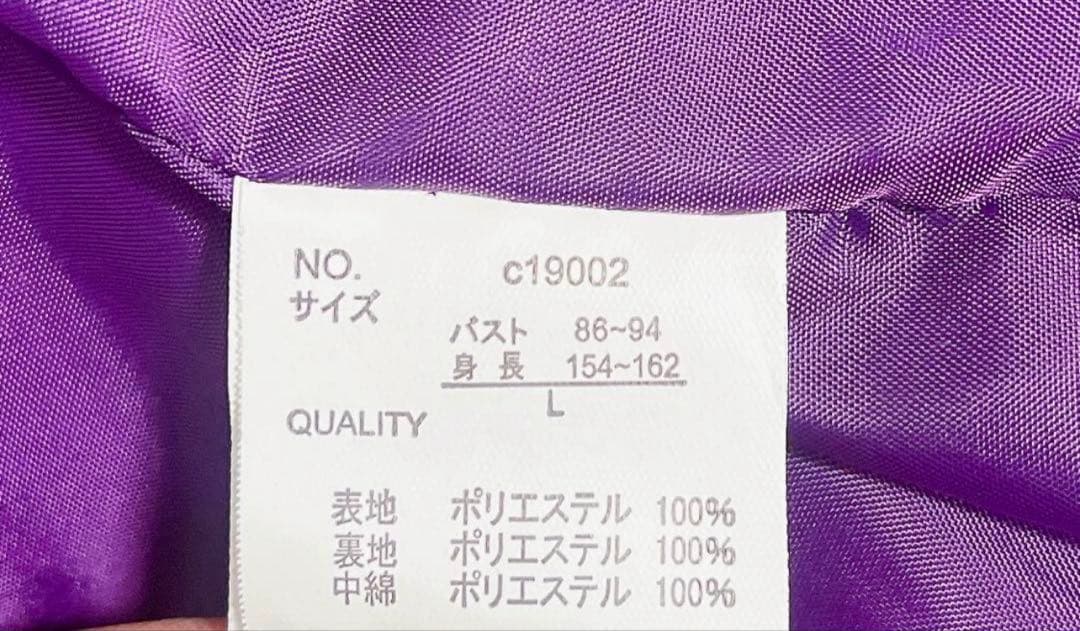 NO. c19002
サイズ
バスト 86~94
身長 154~162
L
QUALITY
表地 ポリエステル 100%
裏地 ポリエステル 100%
中綿 ポリエステル 100%